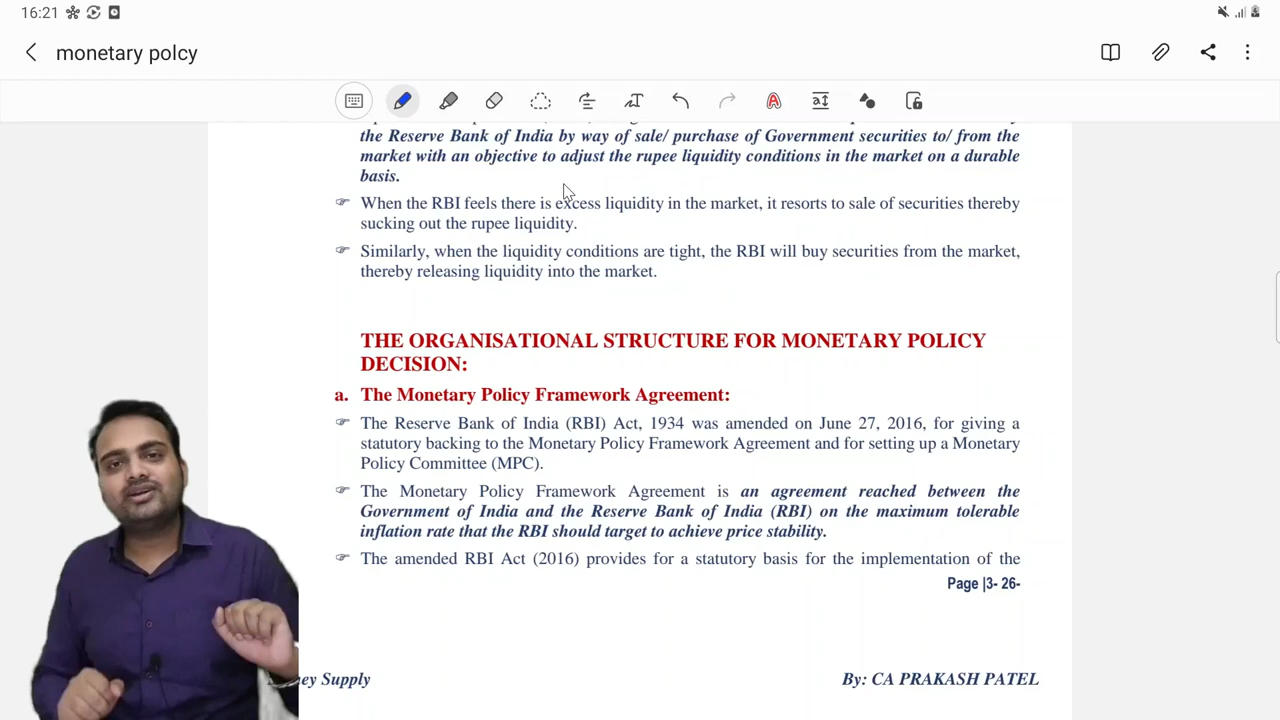 16:21
monetary polcy
the Reserve Bank of India by way of sale/ purchase of Government securities to/ from the
market with an objective to adjust the rupee liquidity conditions in the market on a durable
basis.
When the RBI feels there is excess liquidity in the market, it resorts to sale of securities thereby
sucking out the rupee liquidity.
Similarly, when the liquidity conditions are tight, the RBI will buy securities from the market,
thereby releasing liquidity into the market.
THE ORGANISATIONAL STRUCTURE FOR MONETARY POLICY
DECISION:
a. The Monetary Policy Framework Agreement:
The Reserve Bank of India (RBI) Act, 1934 was amended on June 27, 2016, for giving a
statutory backing to the Monetary Policy Framework Agreement and for setting up a Monetary
Policy Committee (MPC).
The Monetary Policy Framework Agreement is an agreement reached between the
Government of India and the Reserve Bank of India (RBI) on the maximum tolerable
inflation rate that the RBI should target to achieve price stability.
The amended RBI Act (2016) provides for a statutory basis for the implementation of the
Page |3- 26-
Supply
By: CA PRAKASH PATEL